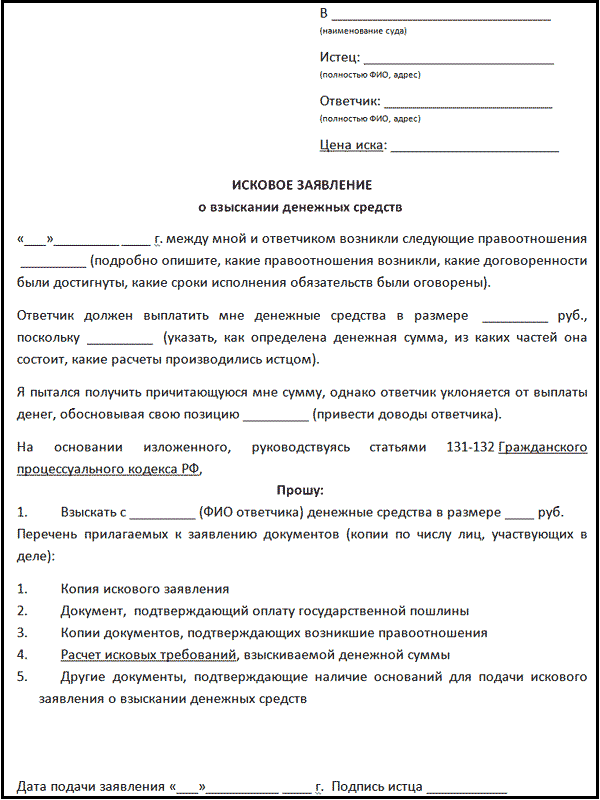 В ____________________________
(наименование суда)
Истец: ________________________
(полностью ФИО, адрес)
Ответчик: _____________________
(полностью ФИО, адрес)
Цена иска: _____________________
ИСКОВОЕ ЗАЯВЛЕНИЕ
о взыскании денежных средств
«___»_________ ____ г. между мной и ответчиком возникли следующие правоотношения
_________ (подробно опишите, какие правоотношения возникли, какие договоренности
были достигнуты, какие сроки исполнения обязательств были оговорены).
Ответчик должен выплатить мне денежные средства в размере _________ руб.,
поскольку _________ (указать, как определена денежная сумма, из каких частей она
состоит, какие расчеты производились истцом).
Я пытался получить причитающуюся мне сумму, однако ответчик уклоняется от выплаты
денег, обосновывая свою позицию _________ (привести доводы ответчика).
На основании изложенного, руководствуясь статьями 131-132 Гражданского
процессуального кодекса РФ,
Прошу:
1. Взыскать с _________ (ФИО ответчика) денежные средства в размере ____ руб.
Перечень прилагаемых к заявлению документов (копии по числу лиц, участвующих в
деле):
1. Копия искового заявления
2. Документ, подтверждающий оплату государственной пошлины
3. Копии документов, подтверждающих возникшие правоотношения
4. Расчет исковых требований, взыскиваемой денежной суммы
5. Другие документы, подтверждающие наличие оснований для подачи искового
заявления о взыскании денежных средств
Дата подачи заявления «___»__________ ____ г. Подпись истца ___________